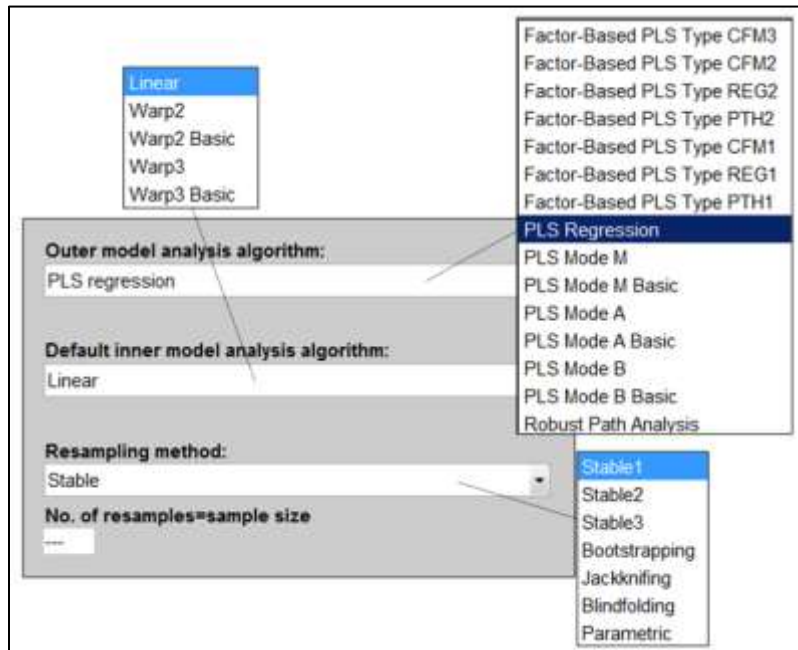 Factor-Based PLS Type CFM3
Factor-Based PLS Type CFM2
Factor-Based PLS Type REG2
Factor-Based PLS Type PTH2
Factor-Based PLS Type CFM1
Factor-Based PLS Type REG1
Factor-Based PLS Type PTH1
PLS Regression
PLS Mode M
PLS Mode M Basic
PLS Mode A
PLS Mode A Basic
PLS Mode B
PLS Mode B Basic
Robust Path Analysis
Linear
Warp2
Warp2 Basic
Warp3
Warp3 Basic
Outer model analysis algorithm:
PLS regression
Default inner model analysis algorithm:
Linear
Resampling method:
Stable
No. of resamples=sample size
---
Stable1
Stable2
Stable3
Bootstrapping
Jackknifing
Blindfolding
Parametric